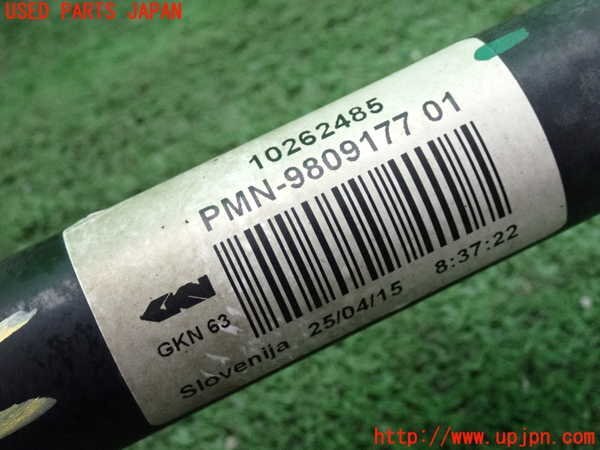 USED PARTS JAPAN
10262485
PMN-9809177 01
GKN
GKN 63
Slovenija 25/04/15 8:37:22
http://www.upjpn.com/